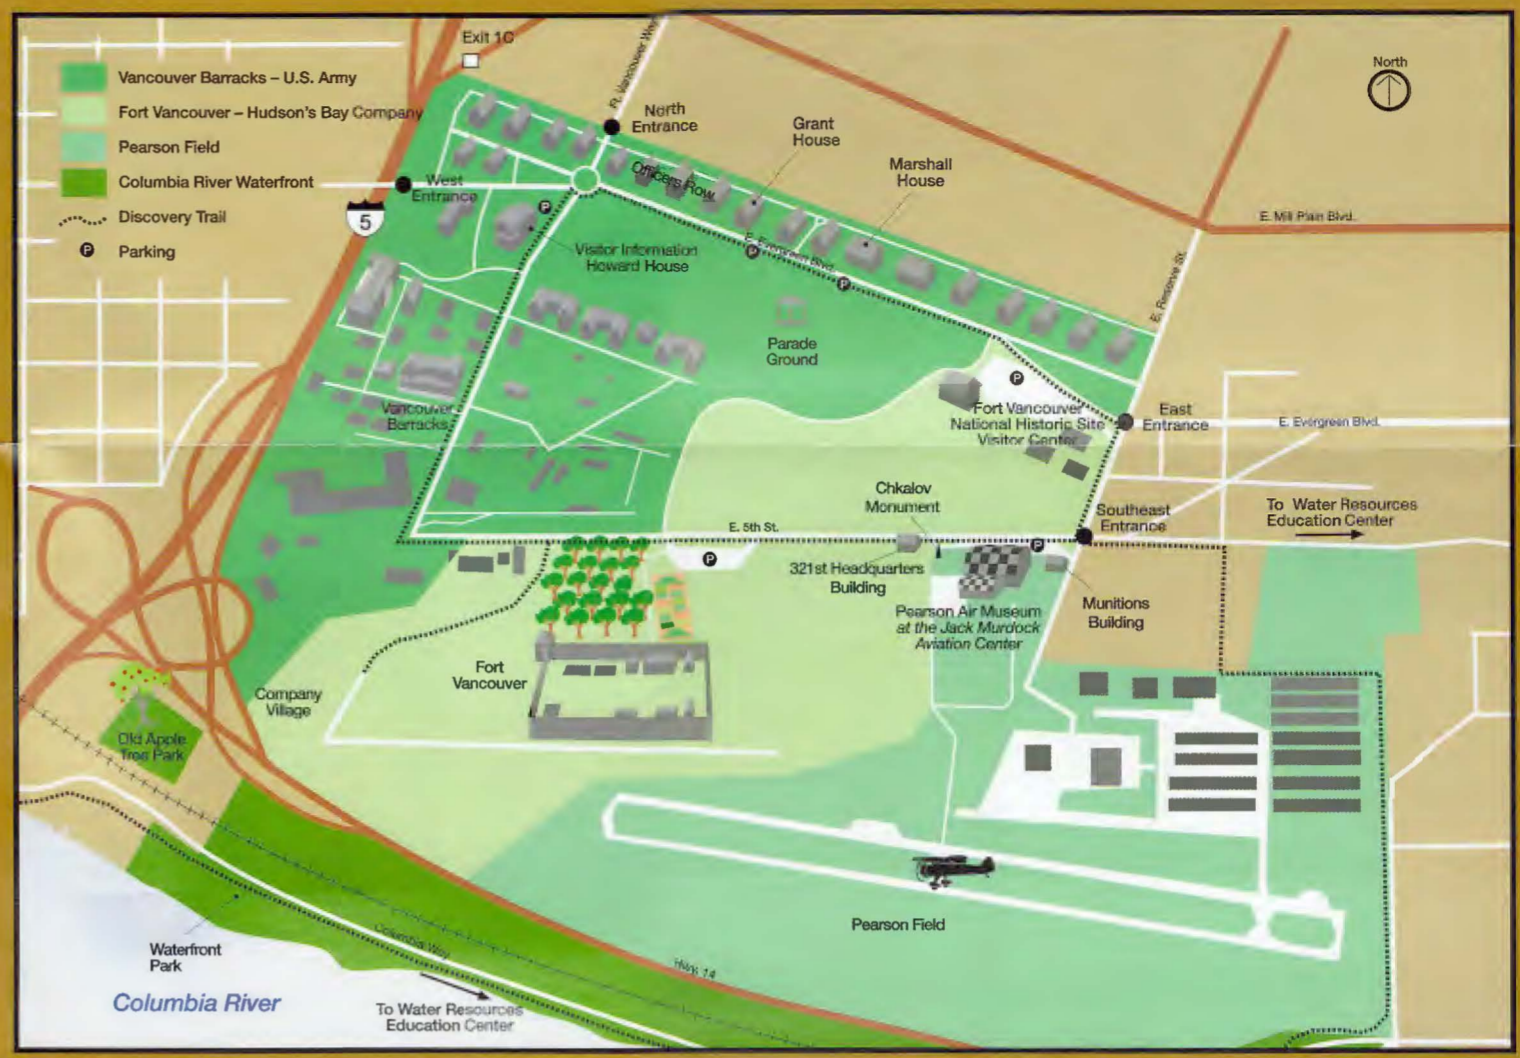 Exit 1C
Ft. Vancouver Way
North
Vancouver Barracks – U.S. Army
Fort Vancouver – Hudson's Bay Company
Pearson Field
Columbia River Waterfront
Discovery Trail
P Parking
North
Entrance
Grant
House
Marshall
House
Officers Row
West
Entrance
5
P
E. Mill Plain Blvd.
E. Reserve St.
Visitor Information
Howard House
E. Evergreen Blvd.
P
P
Parade
Ground
P
Vancouver
Barracks
Fort Vancouver
National Historic Site
Visitor Center
East
Entrance
E. Evergreen Blvd.
Chkalov
Monument
Southeast
Entrance
To Water Resources
Education Center
E. 5th St.
P
P
321st Headquarters
Building
Pearson Air Museum
at the Jack Murdock
Aviation Center
Munitions
Building
Fort
Vancouver
Company
Village
Old Apple
Tree Park
Pearson Field
Waterfront
Park
Columbia Way
Hwy. 14
Columbia River
To Water Resources
Education Center